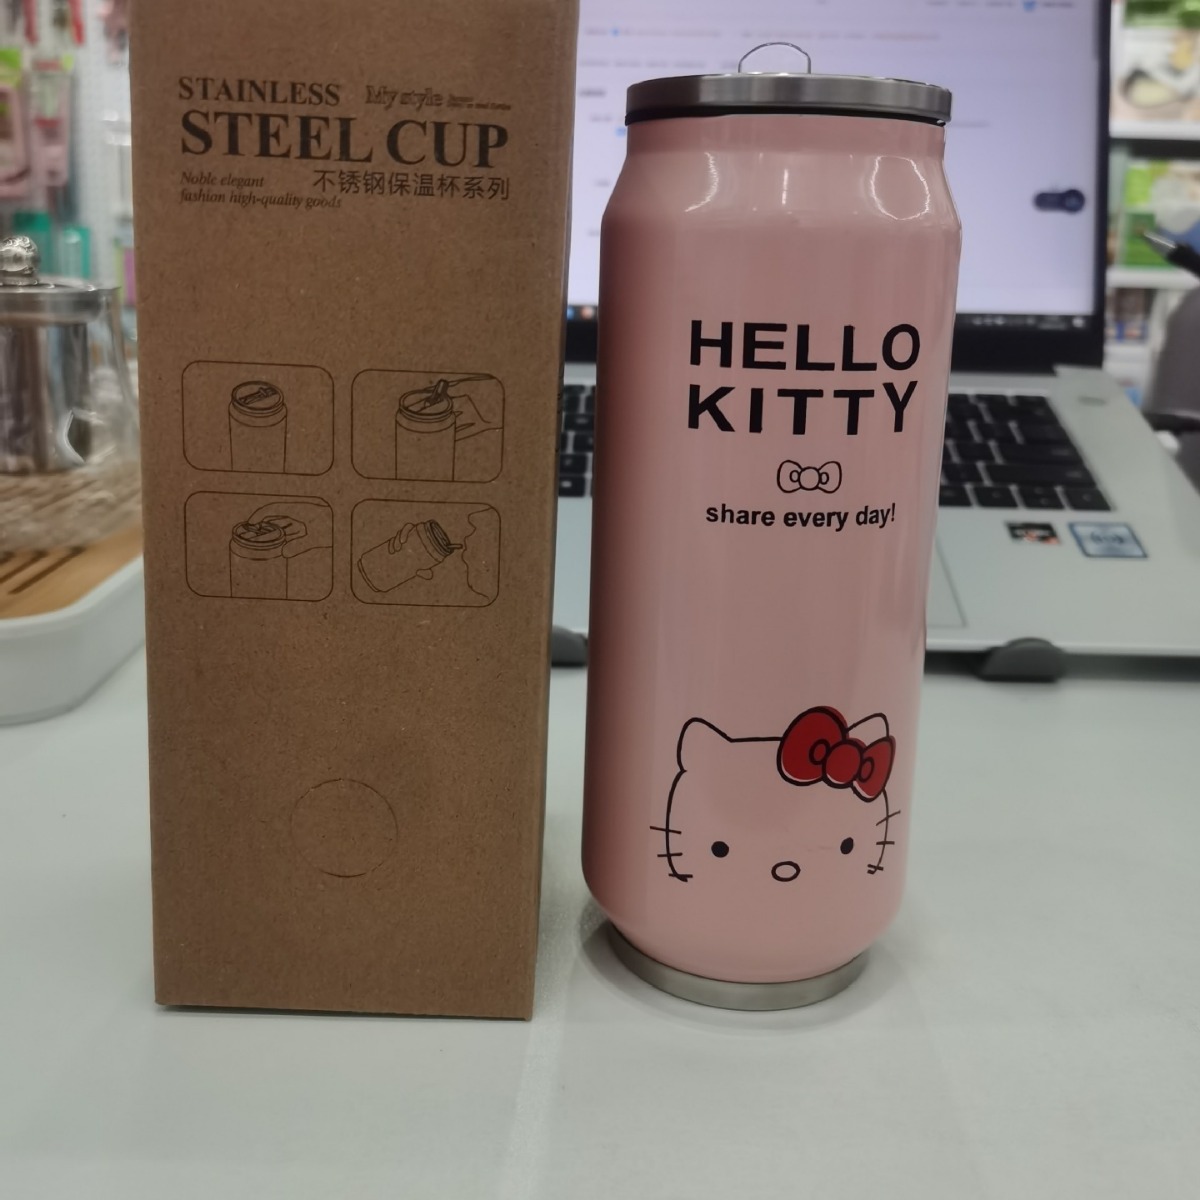 STAINLESS
My style
STEEL CUP
Noble elegant
fashion high-quality goods
不锈钢保温杯系列
HELLO
KITTY
share every day!